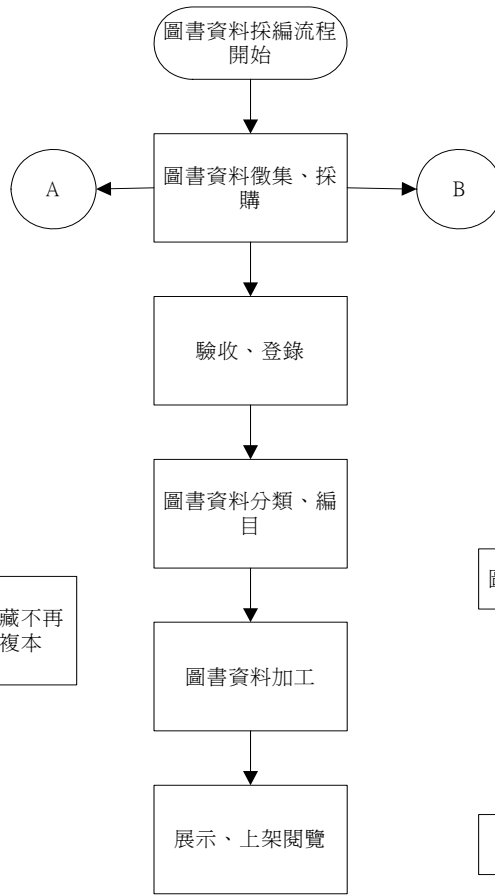 圖書資料採編流程
開始
A
圖書資料徵集、採
購
B
驗收、登錄
圖書資料分類、編
目
藏不再
複本
圖書資料加工
展示、上架閱覽